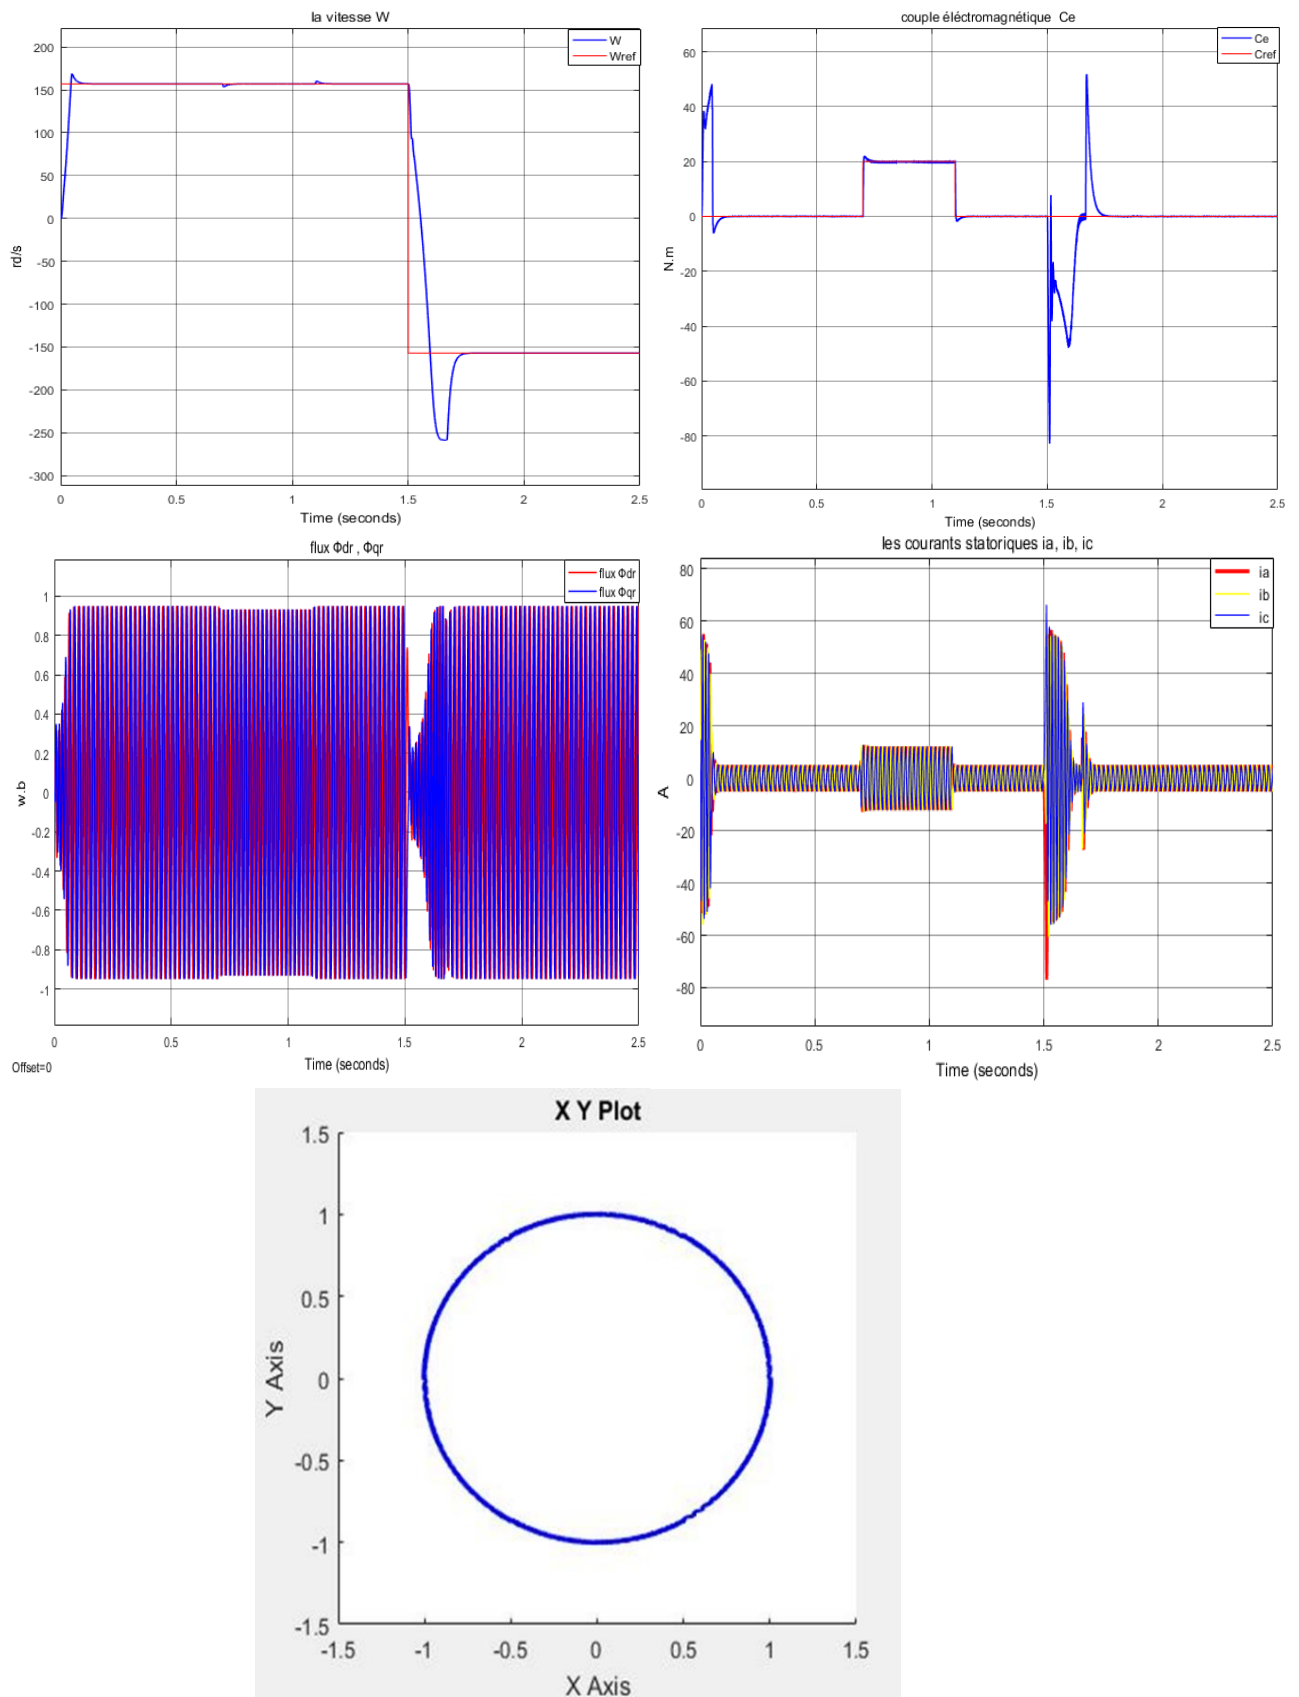 la vitesse W
W
Wref
200
150
100
50
0
-50
-100
-150
-200
-250
-300
rd/s
0 0.5 1 1.5 2 2.5
Time (seconds)
couple éléctromagnétique Ce
Ce
Cref
60
40
20
0
-20
-40
-60
-80
N.m
0 0.5 1 1.5 2 2.5
Time (seconds)
flux Φdr , Φqr
flux Φdr
flux Φqr
1
0.8
0.6
0.4
0.2
0
-0.2
-0.4
-0.6
-0.8
-1
w.b
0 0.5 1 1.5 2 2.5
Time (seconds)
Offset=0
les courants statoriques ia, ib, ic
ia
ib
ic
80
60
40
20
0
-20
-40
-60
-80
A
0 0.5 1 1.5 2 2.5
Time (seconds)
X Y Plot
1.5
1
0.5
0
-0.5
-1
-1.5
Y Axis
-1.5 -1 -0.5 0 0.5 1 1.5
X Axis